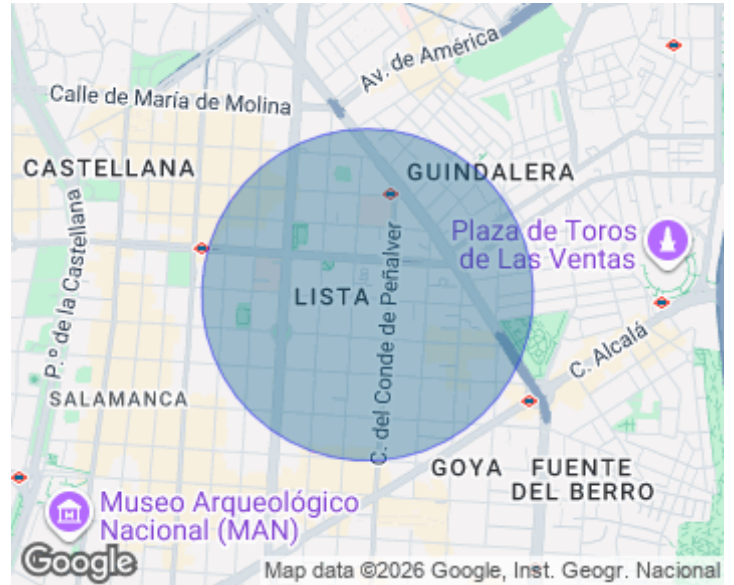 Av. de América
Calle de María de Molina
CASTELLANA
GUINDALERA
Plaza de Toros
de Las Ventas
P.º de la Castellana
LISTA
C. del Conde de Peñalver
C. Alcalá
SALAMANCA
GOYA
FUENTE
DEL BERRO
Museo Arqueológico
Nacional (MAN)
Google
Map data ©2026 Google, Inst. Geogr. Nacional